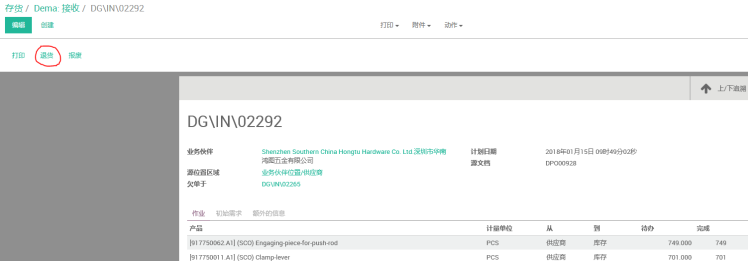 存货 / Dema: 接收 / DG\IN\02292
编辑 创建 打印 附件 动作
打印 退货 报废
上/下追溯
DG\IN\02292
业务伙伴 Shenzhen Southern China Hongtu Hardware Co. Ltd.深圳市华南 计划日期 2018年01月15日 09时49分02秒
鸿图五金有限公司 源文档 DPO00928
源位置区域 业务伙伴位置/供应商
欠单于 DG\IN\02265
作业 初始需求 额外的信息
产品 计量单位 从 到 待办 完成
[917750062.A1] (SCO) Engaging-piece-for-push-rod PCS 供应商 库存 749.000 749
[917750011.A1] (SCO) Clamp-lever PCS 供应商 库存 701.000 701